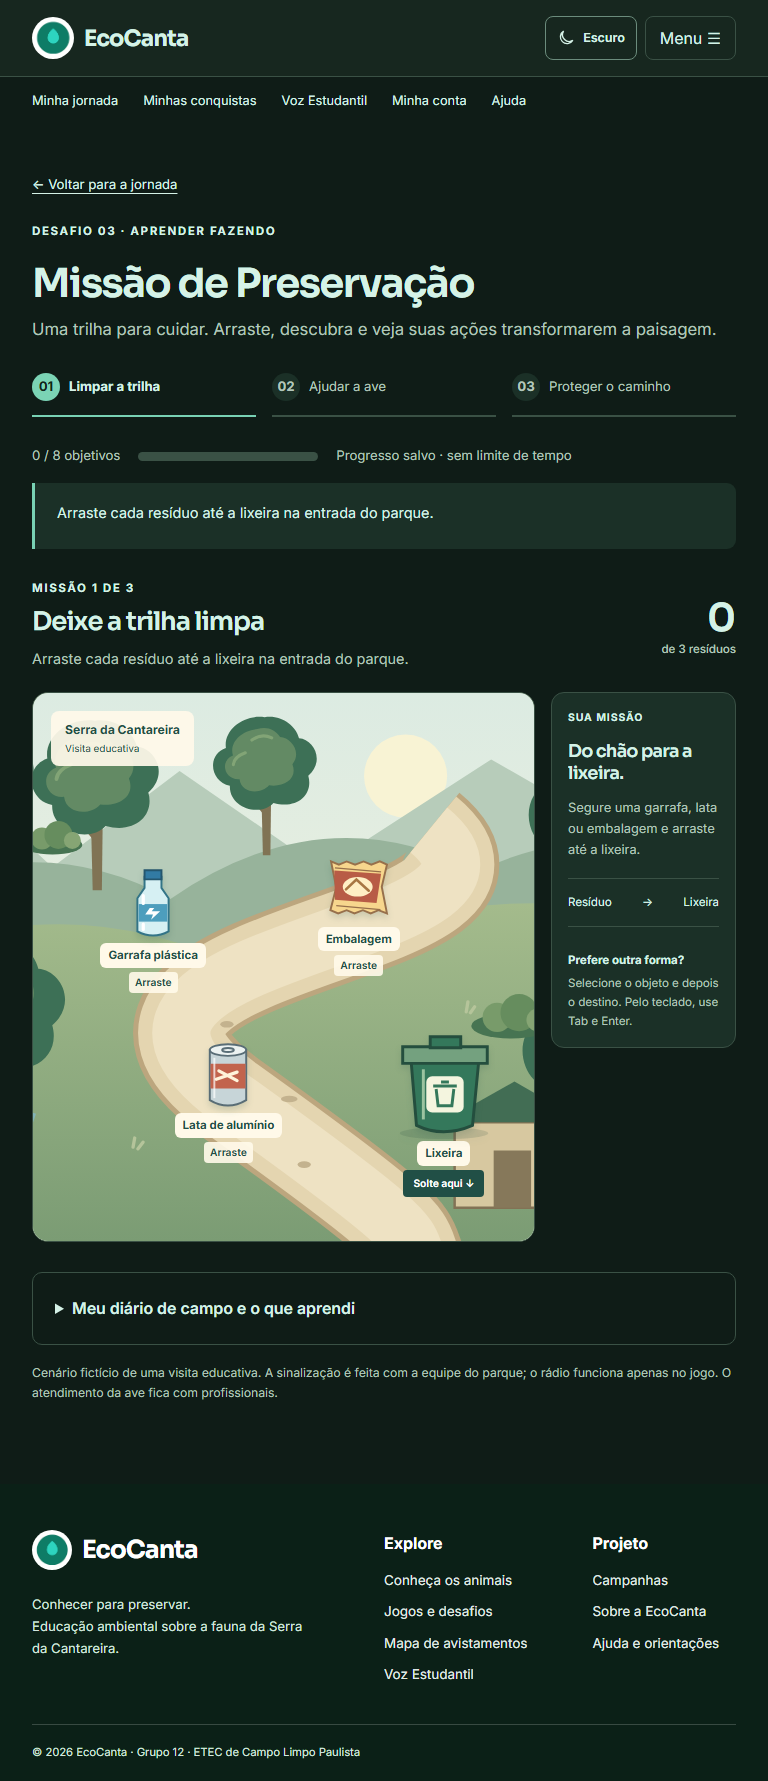 EcoCanta
Escuro
Menu ☰
Minha jornada
Minhas conquistas
Voz Estudantil
Minha conta
Ajuda
← Voltar para a jornada
DESAFIO 03 · APRENDER FAZENDO
Missão de Preservação
Uma trilha para cuidar. Arraste, descubra e veja suas ações transformarem a paisagem.
01 Limpar a trilha
02 Ajudar a ave
03 Proteger o caminho
0 / 8 objetivos
Progresso salvo · sem limite de tempo
Arraste cada resíduo até a lixeira na entrada do parque.
MISSÃO 1 DE 3
Deixe a trilha limpa
Arraste cada resíduo até a lixeira na entrada do parque.
0
de 3 resíduos
Serra da Cantareira
Visita educativa
Garrafa plástica
Arraste
Embalagem
Arraste
Lata de alumínio
Arraste
Lixeira
Solte aqui ↓
SUA MISSÃO
Do chão para a
lixeira.
Segure uma garrafa, lata
ou embalagem e arraste
até a lixeira.
Resíduo → Lixeira
Prefere outra forma?
Selecione o objeto e depois
o destino. Pelo teclado, use
Tab e Enter.
▶ Meu diário de campo e o que aprendi
Cenário fictício de uma visita educativa. A sinalização é feita com a equipe do parque; o rádio funciona apenas no jogo. O
atendimento da ave fica com profissionais.
EcoCanta
Conhecer para preservar.
Educação ambiental sobre a fauna da Serra
da Cantareira.
Explore
Conheça os animais
Jogos e desafios
Mapa de avistamentos
Voz Estudantil
Projeto
Campanhas
Sobre a EcoCanta
Ajuda e orientações
© 2026 EcoCanta · Grupo 12 · ETEC de Campo Limpo Paulista